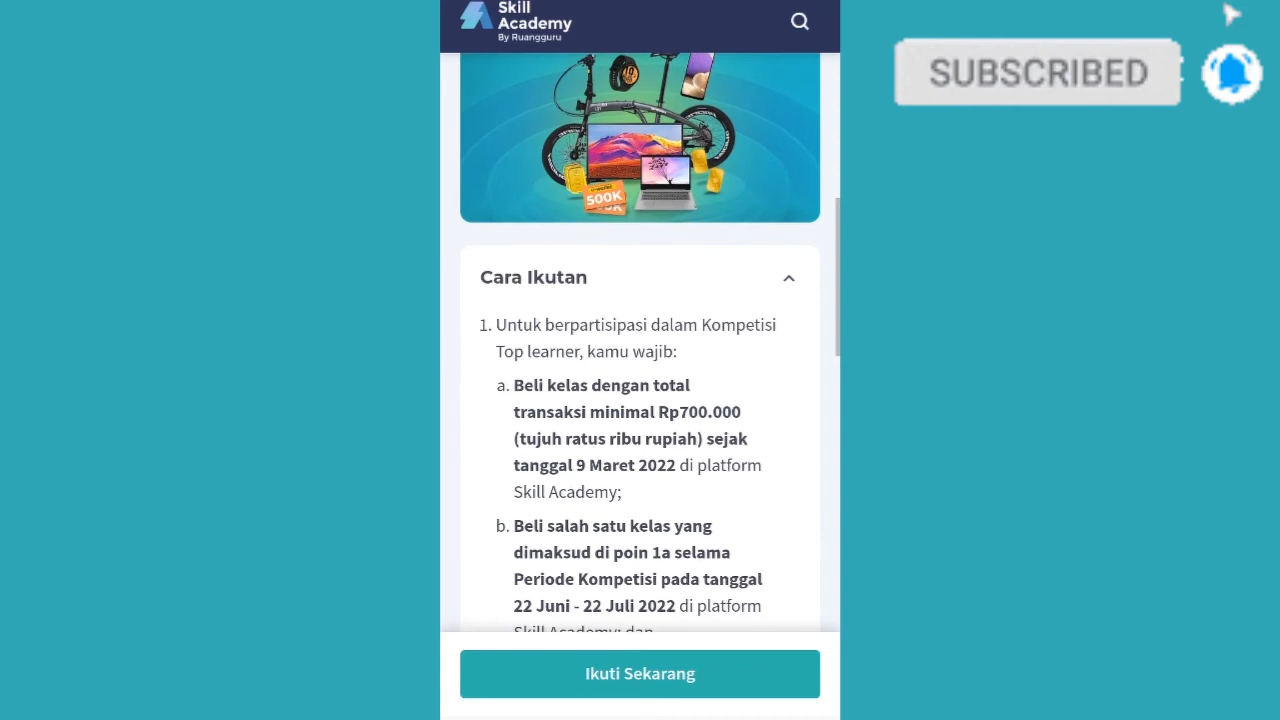 Skill
Academy
By Ruangguru
SUBSCRIBED
500K
Cara Ikutan
1. Untuk berpartisipasi dalam Kompetisi
Top learner, kamu wajib:
a. Beli kelas dengan total
transaksi minimal Rp700.000
(tujuh ratus ribu rupiah) sejak
tanggal 9 Maret 2022 di platform
Skill Academy;
b. Beli salah satu kelas yang
dimaksud di poin 1a selama
Periode Kompetisi pada tanggal
22 Juni - 22 Juli 2022 di platform
Skill Academy; dan
Ikuti Sekarang